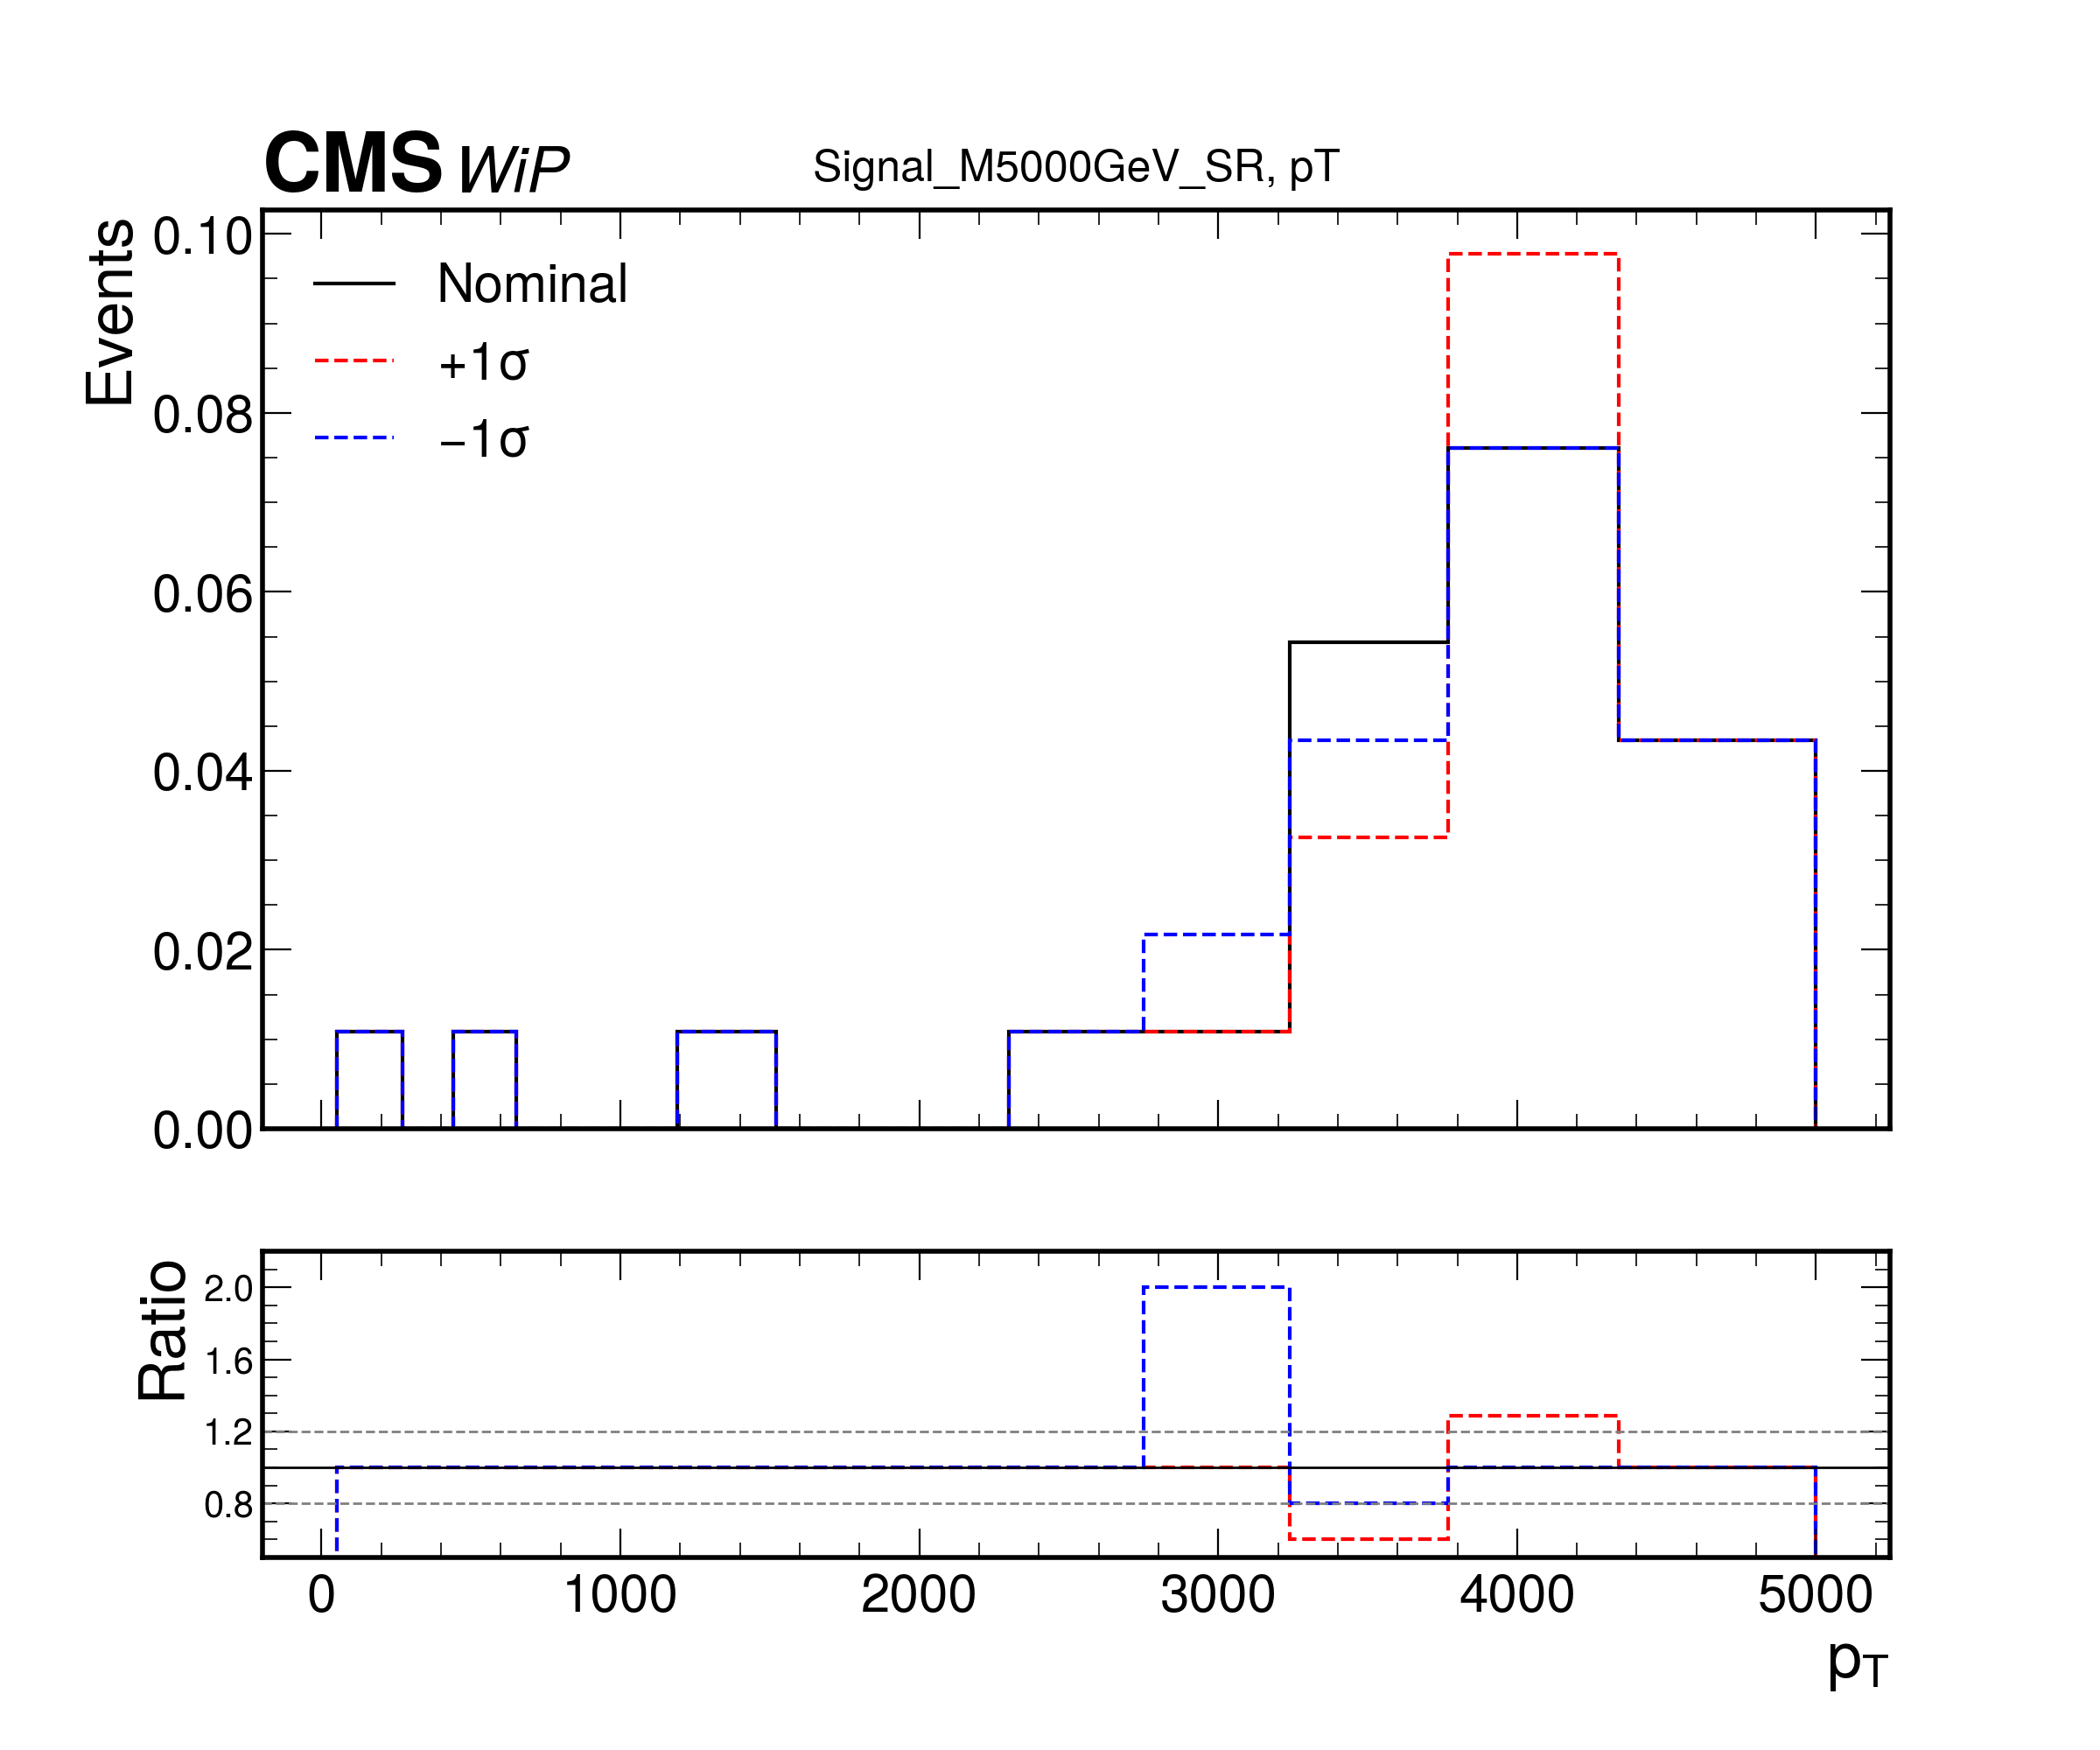 CMS WiP
Signal_M5000GeV_SR, pT
Events
0.10
0.08
0.06
0.04
0.02
0.00
Nominal
+1σ
−1σ
Ratio
2.0
1.6
1.2
0.8
0 1000 2000 3000 4000 5000
pT